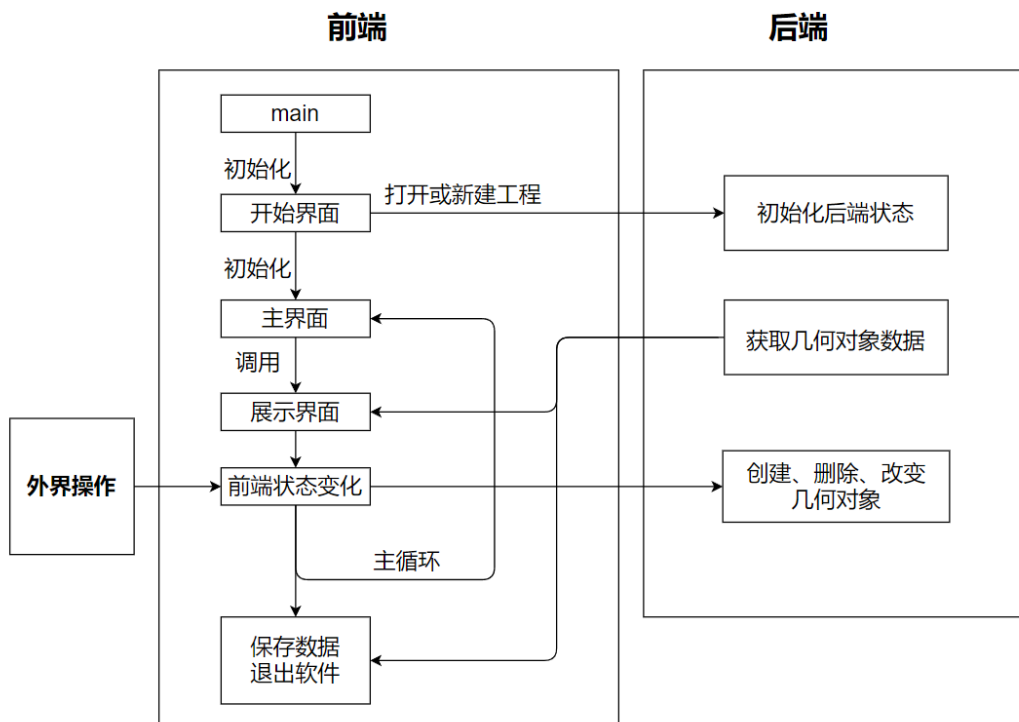 前端
后端
main
初始化
开始界面
打开或新建工程
初始化后端状态
初始化
主界面
获取几何对象数据
调用
展示界面
外界操作
前端状态变化
创建、删除、改变
几何对象
主循环
保存数据
退出软件